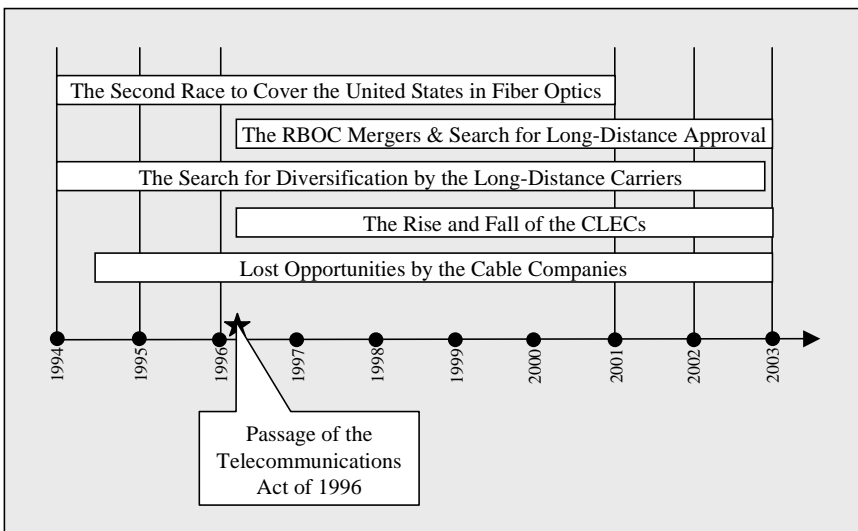 The Second Race to Cover the United States in Fiber Optics
The RBOC Mergers & Search for Long-Distance Approval
The Search for Diversification by the Long-Distance Carriers
The Rise and Fall of the CLECs
Lost Opportunities by the Cable Companies
1994
1995
1996
1997
1998
1999
2000
2001
2002
2003
Passage of the
Telecommunications
Act of 1996